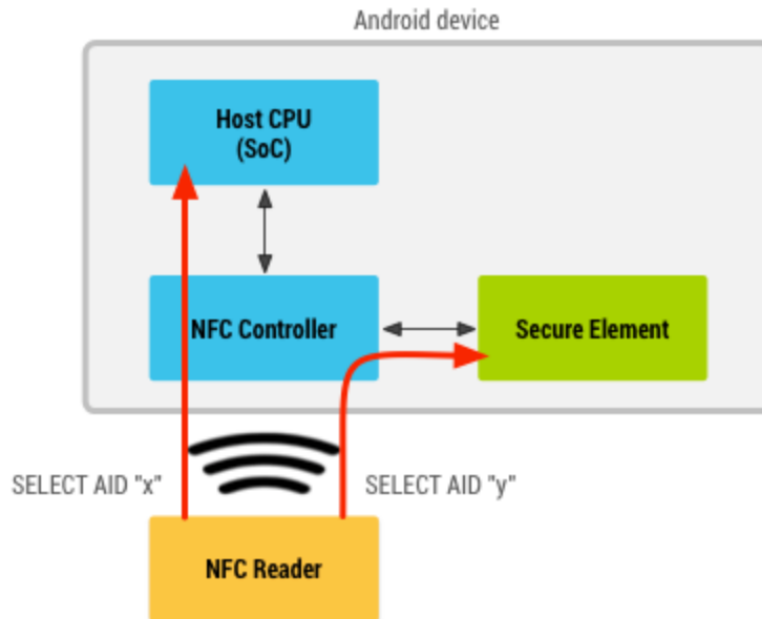 Android device
Host CPU
(SoC)
NFC Controller
Secure Element
SELECT AID "x"
SELECT AID "y"
NFC Reader